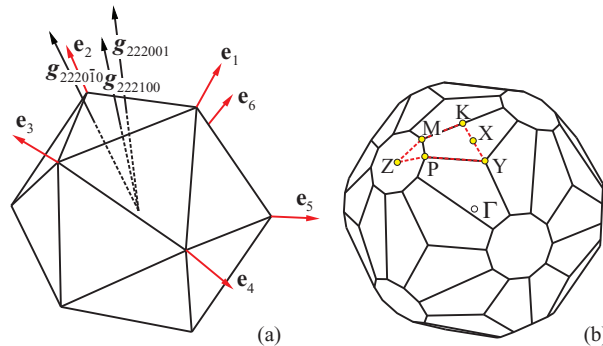 e₂
g₂₂₂₀₀₁
e₁
g₂₂₂₀1̄₀
g₂₂₂₁₀₀
e₆
e₃
e₅
e₄
(a)
K
M
X
Z
P
Y
Γ
(b)